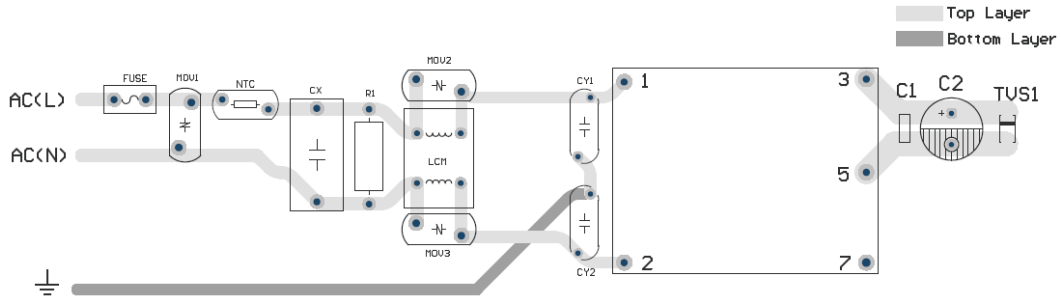 Top Layer
Bottom Layer
FUSE
MOV1
NTC
CX
R1
MOV2
CY1
1
3
C1
C2
TVS1
AC(L)
+
AC(N)
LCM
5
MOV3
CY2
2
7